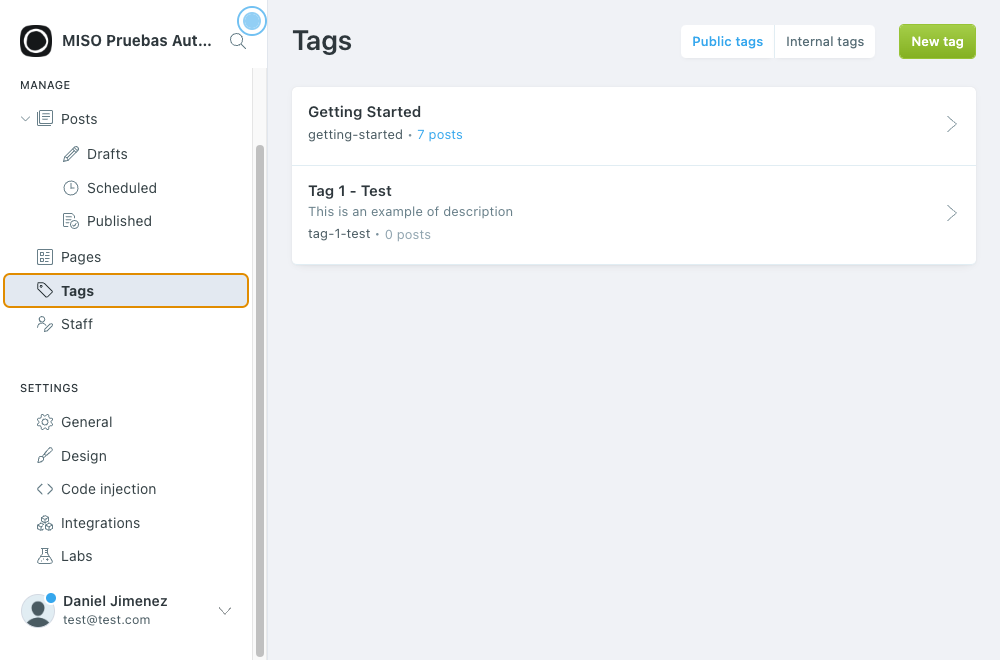 MISO Pruebas Aut...
MANAGE
Posts
Drafts
Scheduled
Published
Pages
Tags
Staff
SETTINGS
General
Design
Code injection
Integrations
Labs
Daniel Jimenez
test@test.com
Tags
Public tags
Internal tags
New tag
Getting Started
getting-started • 7 posts
Tag 1 - Test
This is an example of description
tag-1-test • 0 posts